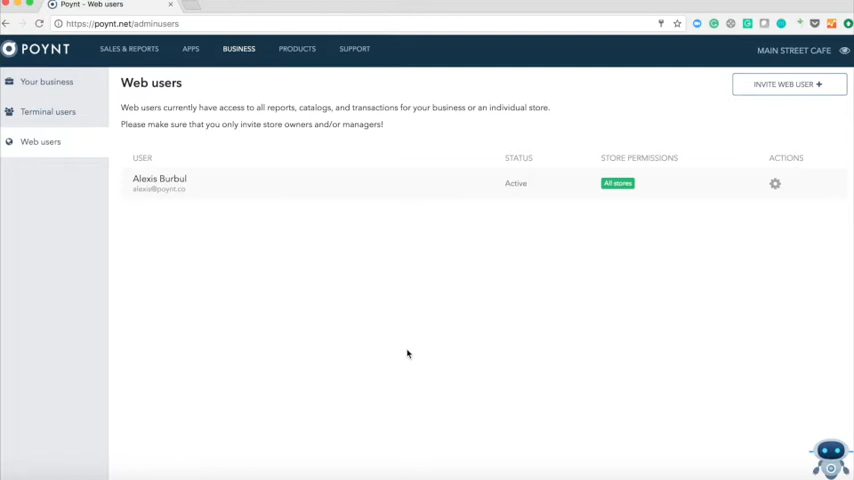 Poynt - Web users
https://poynt.net/adminusers
POYNT
SALES & REPORTS
APPS
BUSINESS
PRODUCTS
SUPPORT
MAIN STREET CAFE
Your business
Terminal users
Web users
Web users
INVITE WEB USER +
Web users currently have access to all reports, catalogs, and transactions for your business or an individual store.
Please make sure that you only invite store owners and/or managers!
USER STATUS STORE PERMISSIONS ACTIONS
Alexis Burbul Active All stores
alexis@poynt.co